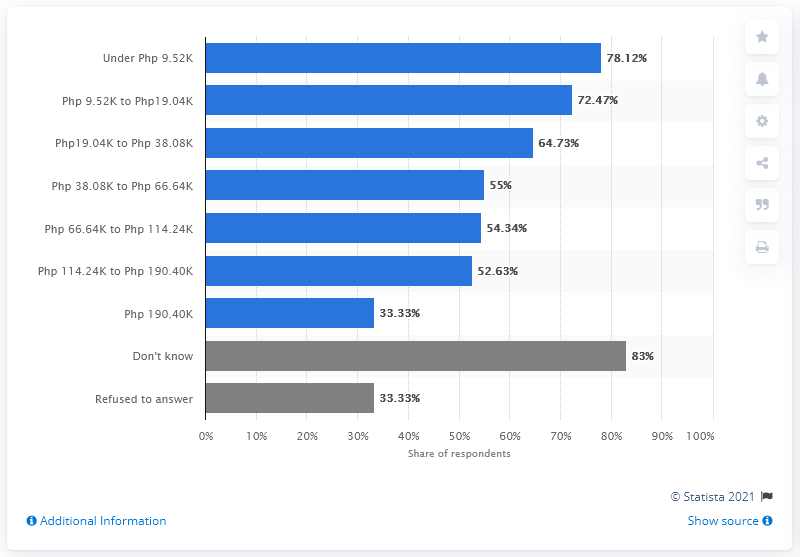 Under Php 9.52K 78.12%
Php 9.52K to Php19.04K 72.47%
Php19.04K to Php 38.08K 64.73%
Php 38.08K to Php 66.64K 55%
Php 66.64K to Php 114.24K 54.34%
Php 114.24K to Php 190.40K 52.63%
Php 190.40K 33.33%
Don't know 83%
Refused to answer 33.33%
0% 10% 20% 30% 40% 50% 60% 70% 80% 90% 100%
Share of respondents
© Statista 2021
Additional Information Show source